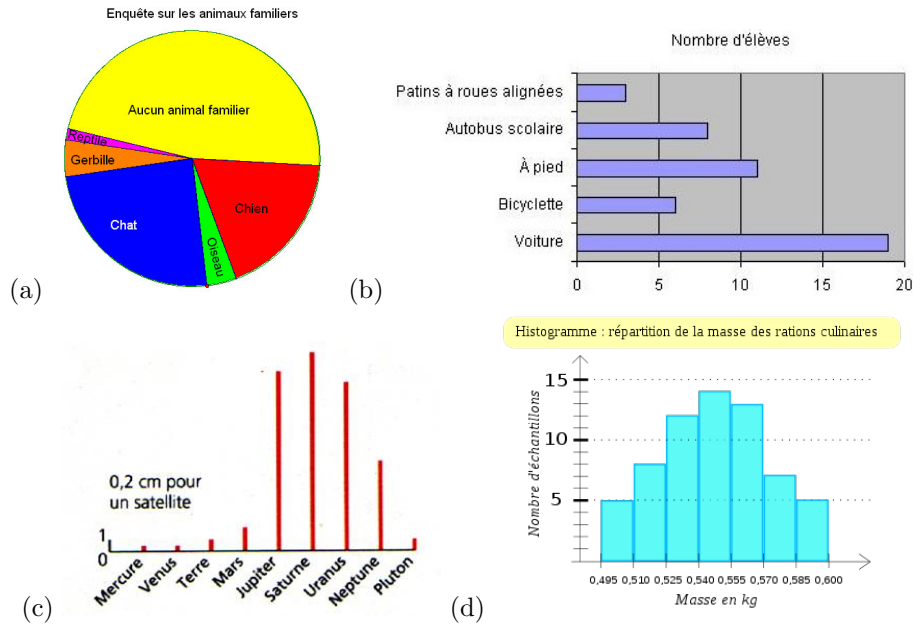 Enquête sur les animaux familiers
Aucun animal familier
Reptile
Gerbille
Chat
Oiseau
Chien
(a)
Nombre d'élèves
Patins à roues alignées
Autobus scolaire
À pied
Bicyclette
Voiture
0 5 10 15 20
(b)
0,2 cm pour
un satellite
1
0
Mercure Venus Terre Mars Jupiter Saturne Uranus Neptune Pluton
(c)
Histogramme : répartition de la masse des rations culinaires
Nombre d'échantillons
15
10
5
0,495 0,510 0,525 0,540 0,555 0,570 0,585 0,600
Masse en kg
(d)